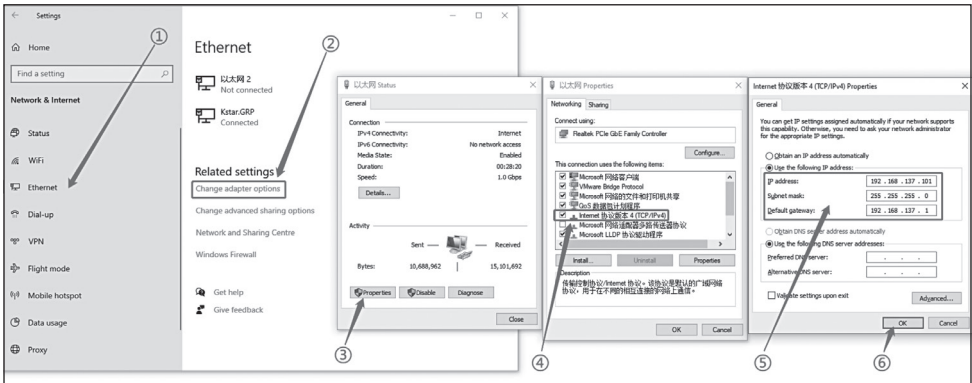 Settings
Home
Find a setting
Network & Internet
Status
WiFi
Ethernet
Dial-up
VPN
Flight mode
Mobile hotspot
Data usage
Proxy
①
Ethernet
②
以太网 2
Not connected
Kstar.GRP
Connected
Related settings
Change adapter options
Change advanced sharing options
Network and Sharing Centre
Windows Firewall
Get help
Give feedback
以太网 Status
General
Connection
IPv4 Connectivity: Internet
IPv6 Connectivity: No network access
Media State: Enabled
Duration: 00:28:20
Speed: 1.0 Gbps
Details...
Activity
Sent — Received
Bytes: 10,688,962 15,101,692
Properties Disable Diagnose
Close
③
以太网 Properties
Networking Sharing
Connect using:
Realtek PCIe GbE Family Controller
Configure...
This connection uses the following items:
Microsoft 网络客户端
VMware Bridge Protocol
Microsoft 网络的文件和打印机共享
QoS 数据包计划程序
Internet 协议版本 4 (TCP/IPv4)
Microsoft 网络适配器多路传送器协议
Microsoft LLDP 协议驱动程序
Install... Uninstall Properties
Description
传输控制协议/Internet 协议。该协议是默认的广域网络
协议，用于在不同的相互连接的网络上通信。
OK Cancel
④
Internet 协议版本 4 (TCP/IPv4) Properties
General
You can get IP settings assigned automatically if your network supports
this capability. Otherwise, you need to ask your network administrator
for the appropriate IP settings.
Obtain an IP address automatically
Use the following IP address:
IP address: 192 . 168 . 137 . 101
Subnet mask: 255 . 255 . 255 . 0
Default gateway: 192 . 168 . 137 . 1
Obtain DNS server address automatically
Use the following DNS server addresses:
Preferred DNS server:
Alternative DNS server:
Validate settings upon exit
Advanced...
OK Cancel
⑤
⑥